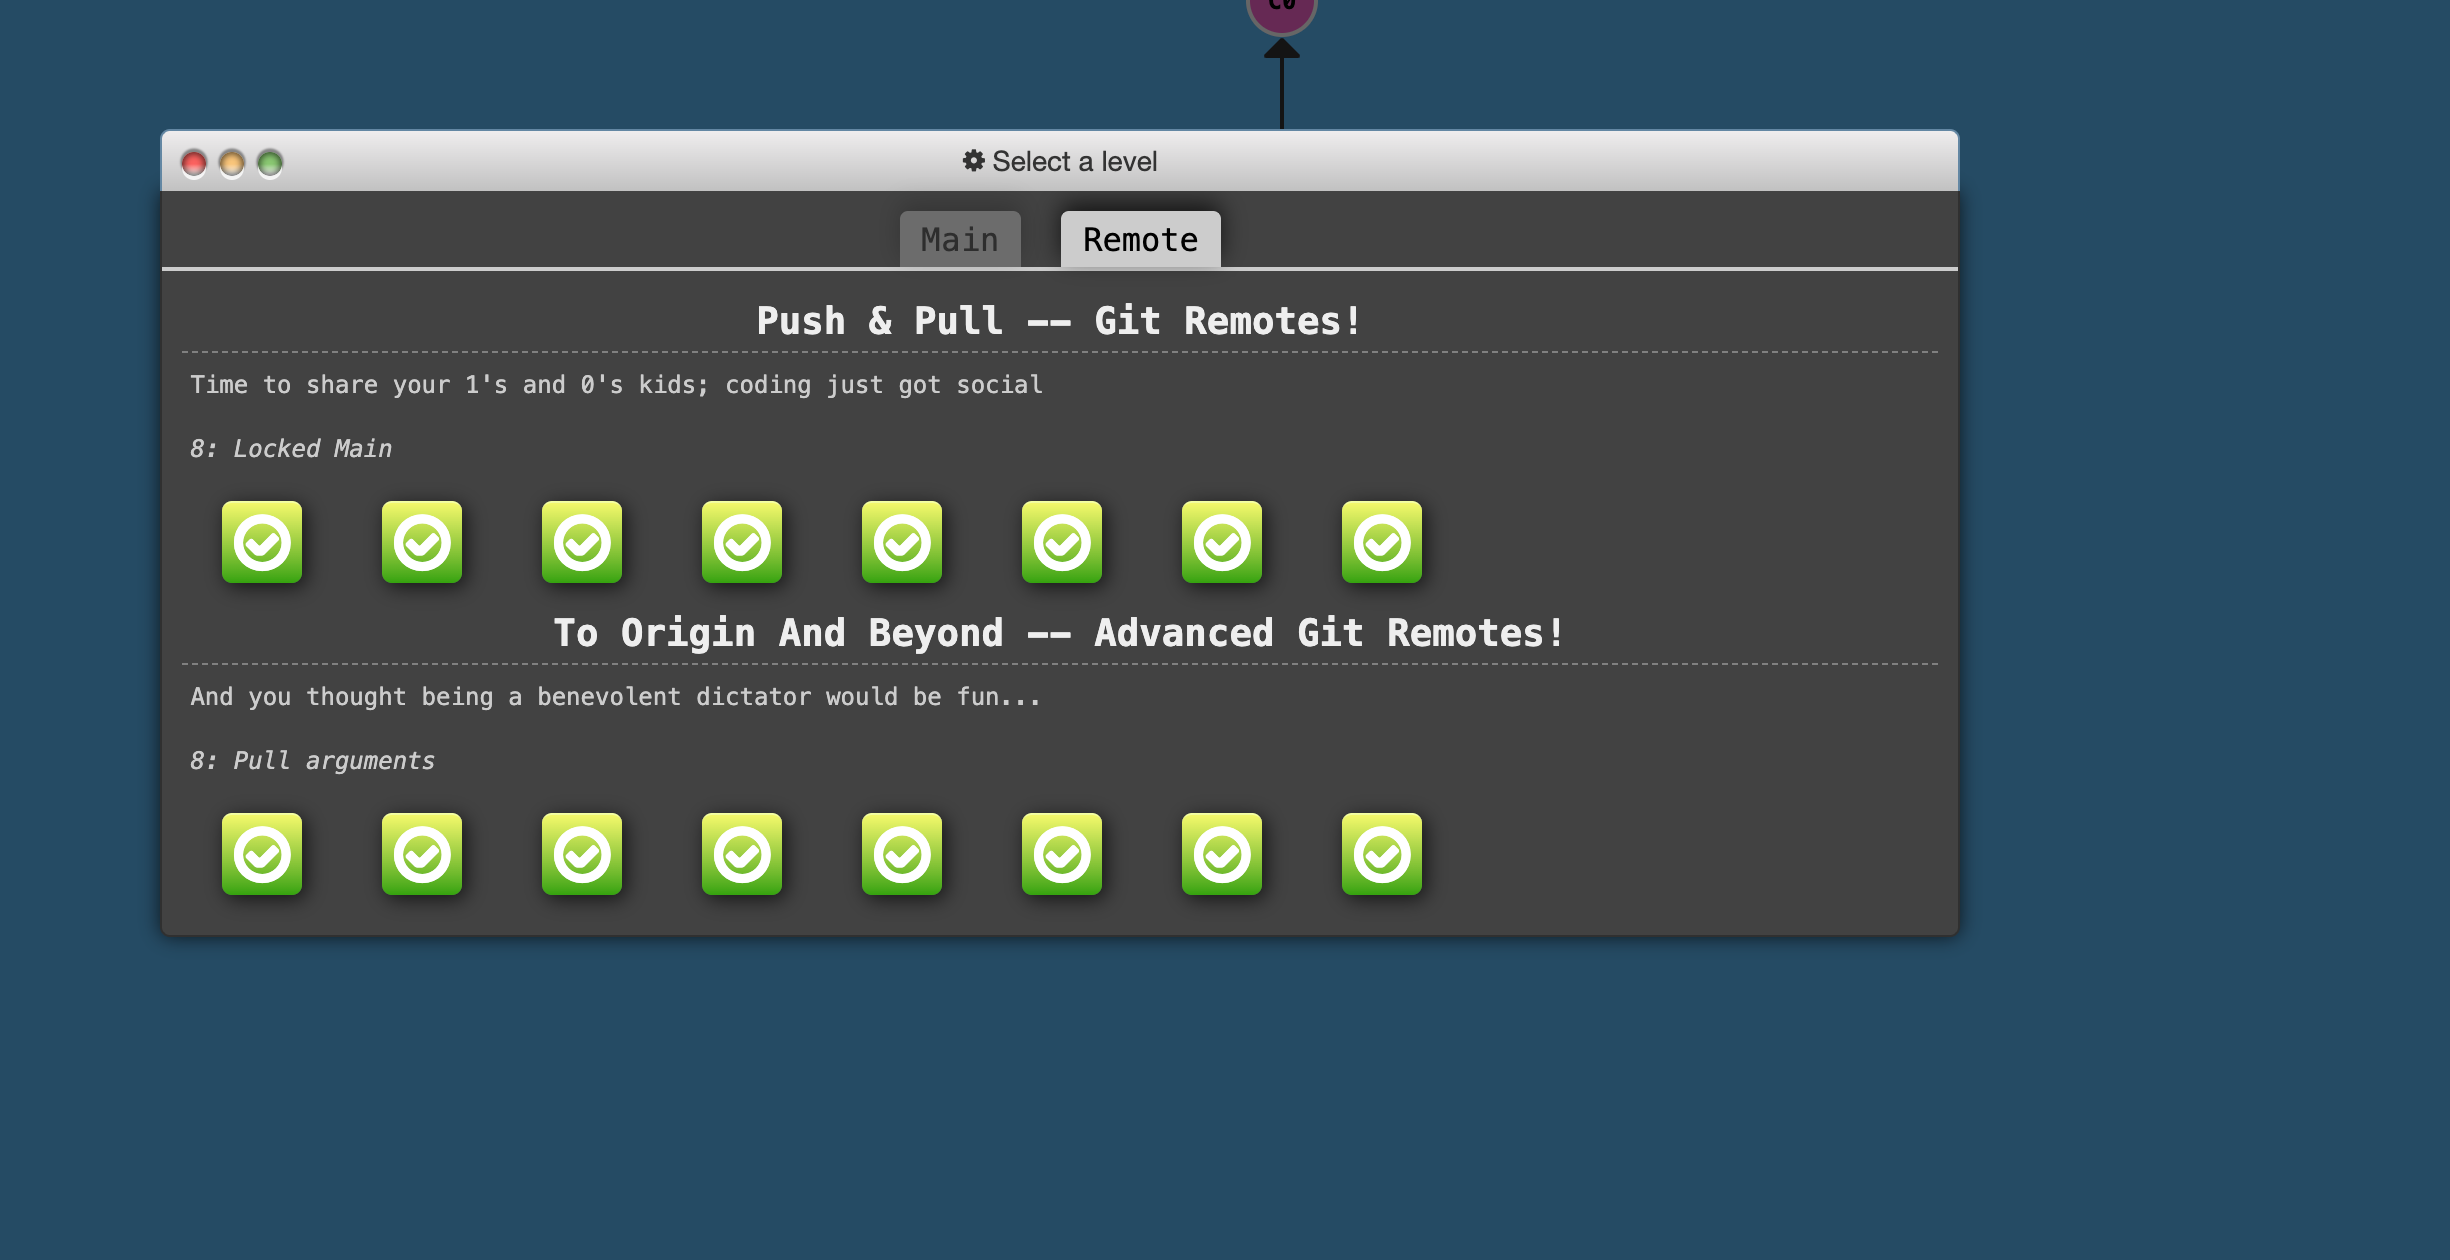 C0
Select a level
Main
Remote
Push & Pull -- Git Remotes!
Time to share your 1's and 0's kids; coding just got social
8: Locked Main
To Origin And Beyond -- Advanced Git Remotes!
And you thought being a benevolent dictator would be fun...
8: Pull arguments